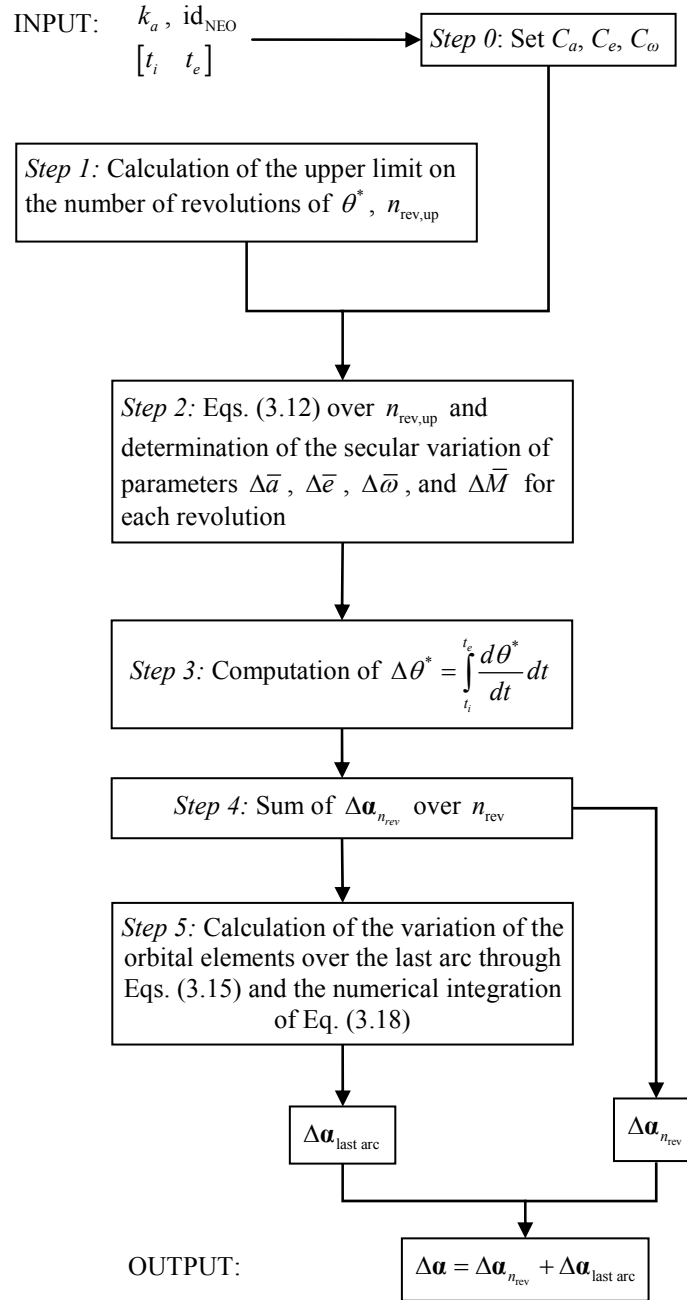 INPUT: k_a , id_NEO
[t_i t_e]
Step 0: Set C_a, C_e, C_ω
Step 1: Calculation of the upper limit on
the number of revolutions of θ^*, n_rev,up
Step 2: Eqs. (3.12) over n_rev,up and
determination of the secular variation of
parameters Δa̅ , Δe̅ , Δω̅ , and ΔM̅ for
each revolution
Step 3: Computation of Δθ^* = ∫_{t_i}^{t_e} dθ^*/dt dt
Step 4: Sum of Δα_{n_rev} over n_rev
Step 5: Calculation of the variation of the
orbital elements over the last arc through
Eqs. (3.15) and the numerical integration
of Eq. (3.18)
Δα_last arc
Δα_{n_rev}
OUTPUT: Δα = Δα_{n_rev} + Δα_last arc